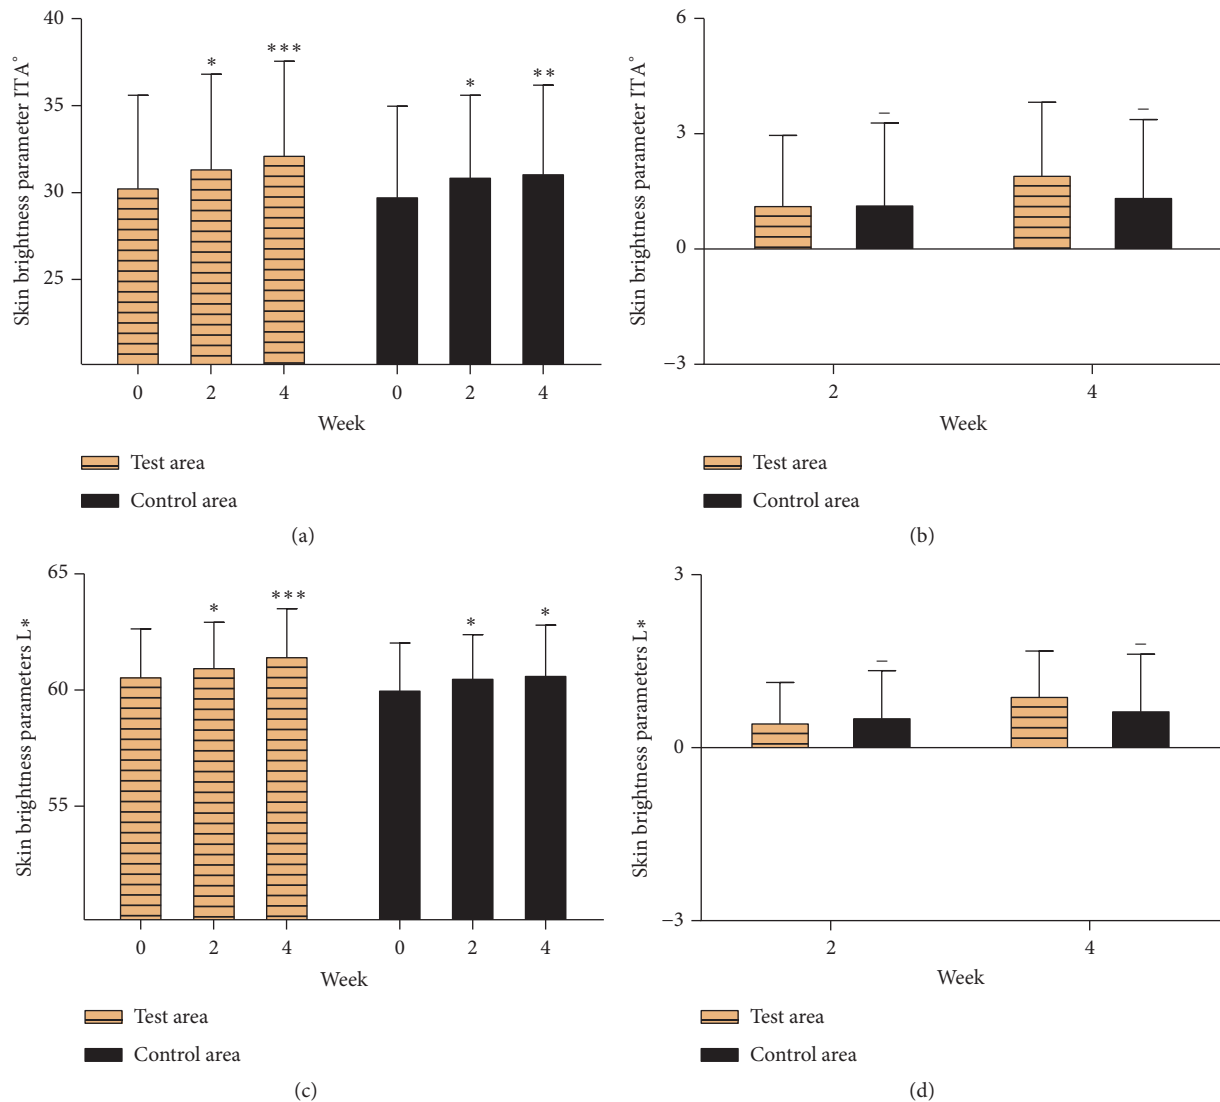 40
35
30
25
Skin brightness parameter ITA°
* *** * **
0 2 4 0 2 4
Week
Test area
Control area
(a)
6
3
0
−3
Skin brightness parameter ITA°
– –
2 4
Week
Test area
Control area
(b)
65
60
55
Skin brightness parameters L*
* *** * *
0 2 4 0 2 4
Week
Test area
Control area
(c)
3
0
−3
Skin brightness parameters L*
– –
2 4
Week
Test area
Control area
(d)